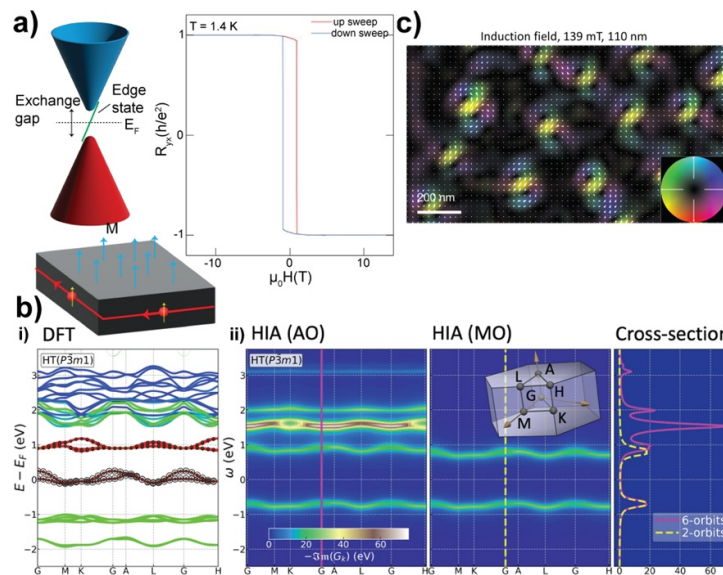 a)
Exchange
gap
Edge
state
E_F
M
T = 1.4 K
up sweep
down sweep
R_yx(h/e²)
1
0
-1
-10
0
10
μ₀H(T)
c)
Induction field, 139 mT, 110 nm
200 nm
b)
i) DFT
HT(P3̄m1)
E − E_F (eV)
3
2
1
0
-1
-2
G M K G A L G H
ii) HIA (AO)
HT(P3̄m1)
ω (eV)
3
2
1
0
-1
-2
0 20 40 60
−ℑm(G_k) (eV)
G M K G A L G H
HIA (MO)
L A
G H
M K
G M K G A L G H
Cross-section
6-orbits
2-orbits
0 20 40 60